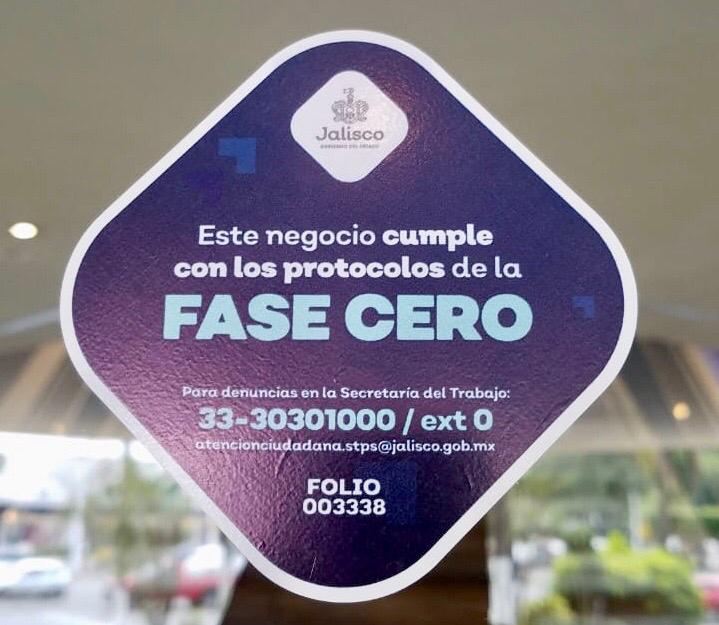 Jalisco
GOBIERNO DEL ESTADO
Este negocio cumple
con los protocolos de la
FASE CERO
Para denuncias en la Secretaría del Trabajo:
33-30301000 / ext 0
atencionciudadana.stps@jalisco.gob.mx
FOLIO
003338